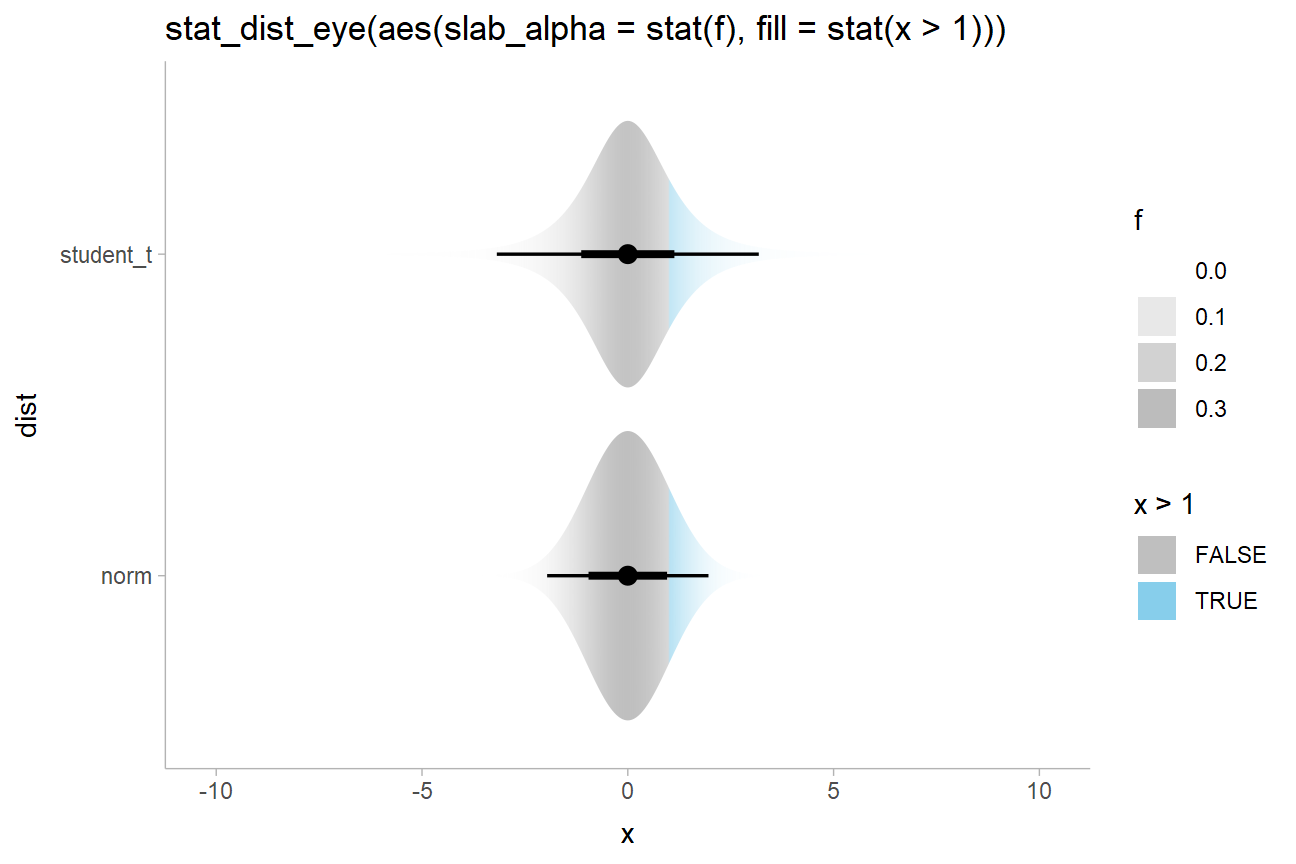 stat_dist_eye(aes(slab_alpha = stat(f), fill = stat(x > 1)))
student_t
norm
dist
-10
-5
0
5
10
x
f
0.0
0.1
0.2
0.3
x > 1
FALSE
TRUE